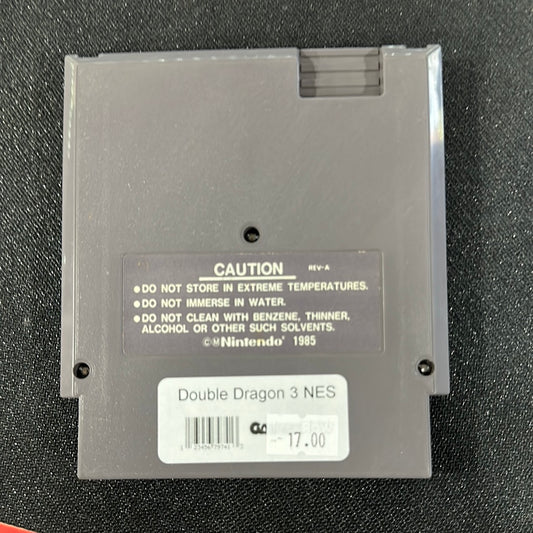 CAUTION REV-A
•DO NOT STORE IN EXTREME TEMPERATURES.
•DO NOT IMMERSE IN WATER.
•DO NOT CLEAN WITH BENZENE, THINNER,
ALCOHOL OR OTHER SUCH SOLVENTS.
©MNintendo® 1985
Double Dragon 3 NES
17.00